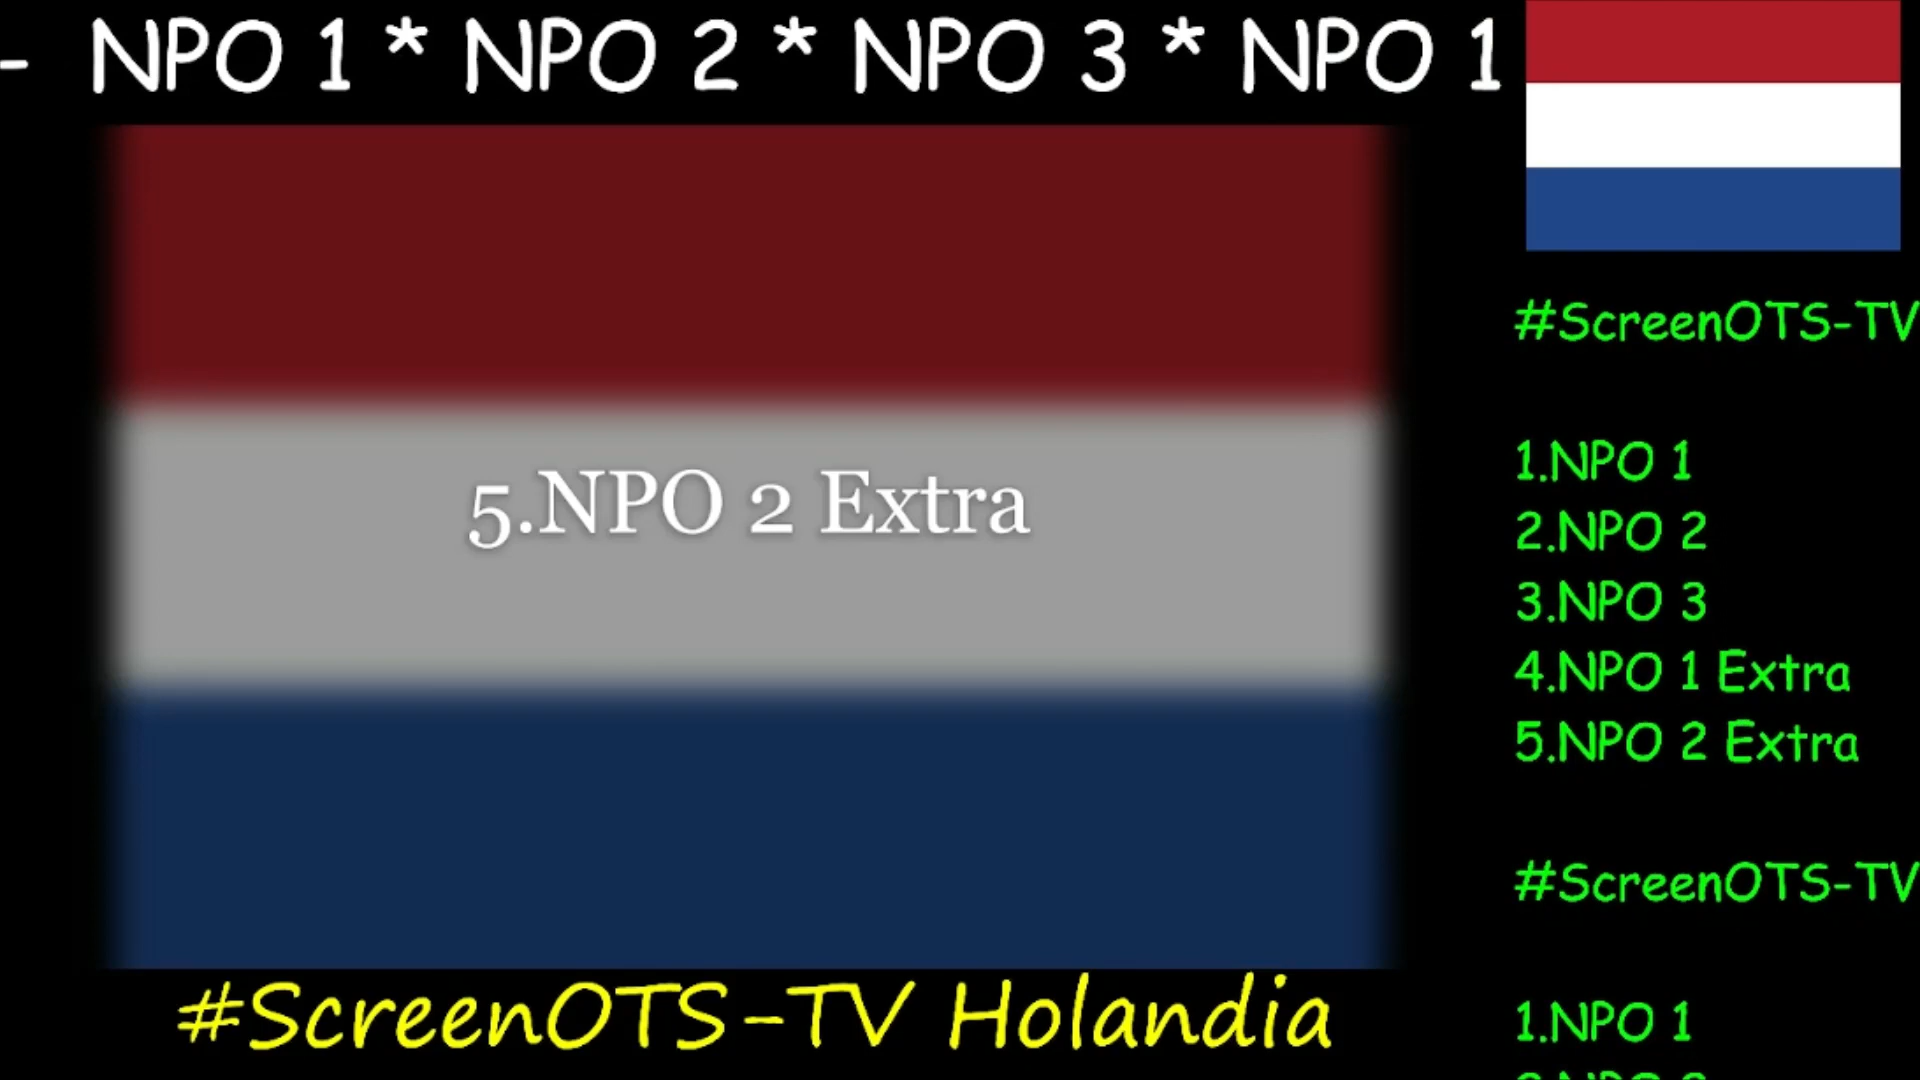 - NPO 1 * NPO 2 * NPO 3 * NPO 1
5.NPO 2 Extra
#ScreenOTS-TV Holandia
#ScreenOTS-TV
1.NPO 1
2.NPO 2
3.NPO 3
4.NPO 1 Extra
5.NPO 2 Extra
#ScreenOTS-TV
1.NPO 1